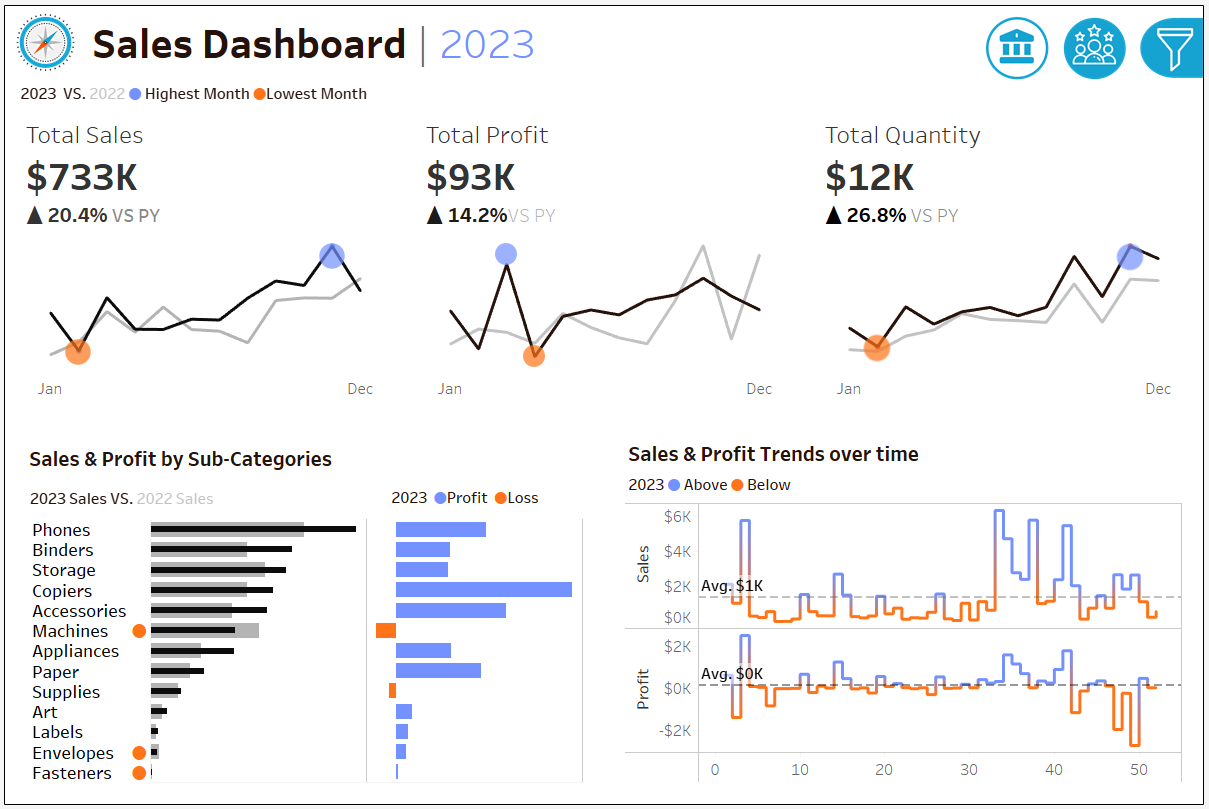 Sales Dashboard | 2023
2023 VS. 2022 Highest Month Lowest Month
Total Sales
$733K
▲ 20.4% VS PY
Jan Dec
Total Profit
$93K
▲ 14.2% VS PY
Jan Dec
Total Quantity
$12K
▲ 26.8% VS PY
Jan Dec
Sales & Profit by Sub-Categories
2023 Sales VS. 2022 Sales
2023 Profit Loss
Phones
Binders
Storage
Copiers
Accessories
Machines
Appliances
Paper
Supplies
Art
Labels
Envelopes
Fasteners
Sales & Profit Trends over time
2023 Above Below
Sales
$6K
$4K
$2K
$0K
Avg. $1K
Profit
$2K
$0K
-$2K
Avg. $0K
0 10 20 30 40 50